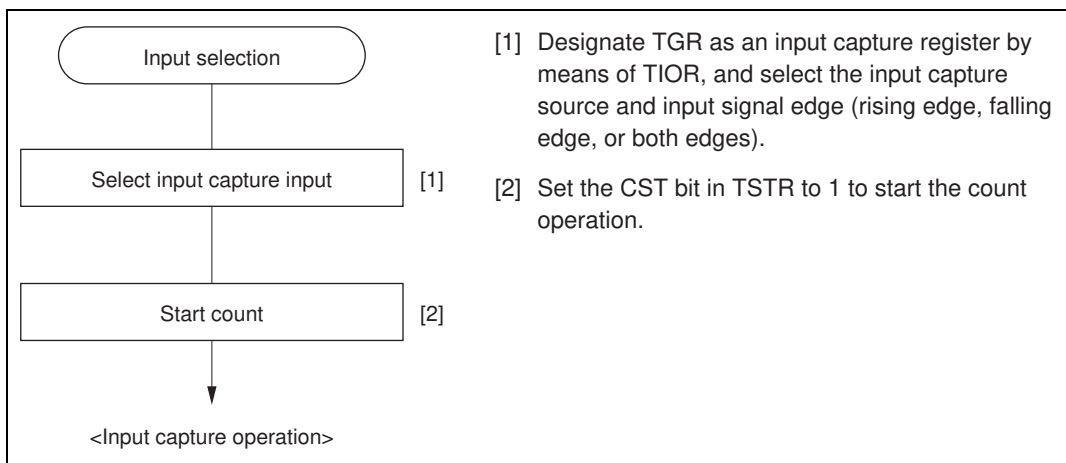 Input selection
Select input capture input
[1]
Start count
[2]
<Input capture operation>
[1] Designate TGR as an input capture register by
means of TIOR, and select the input capture
source and input signal edge (rising edge, falling
edge, or both edges).
[2] Set the CST bit in TSTR to 1 to start the count
operation.